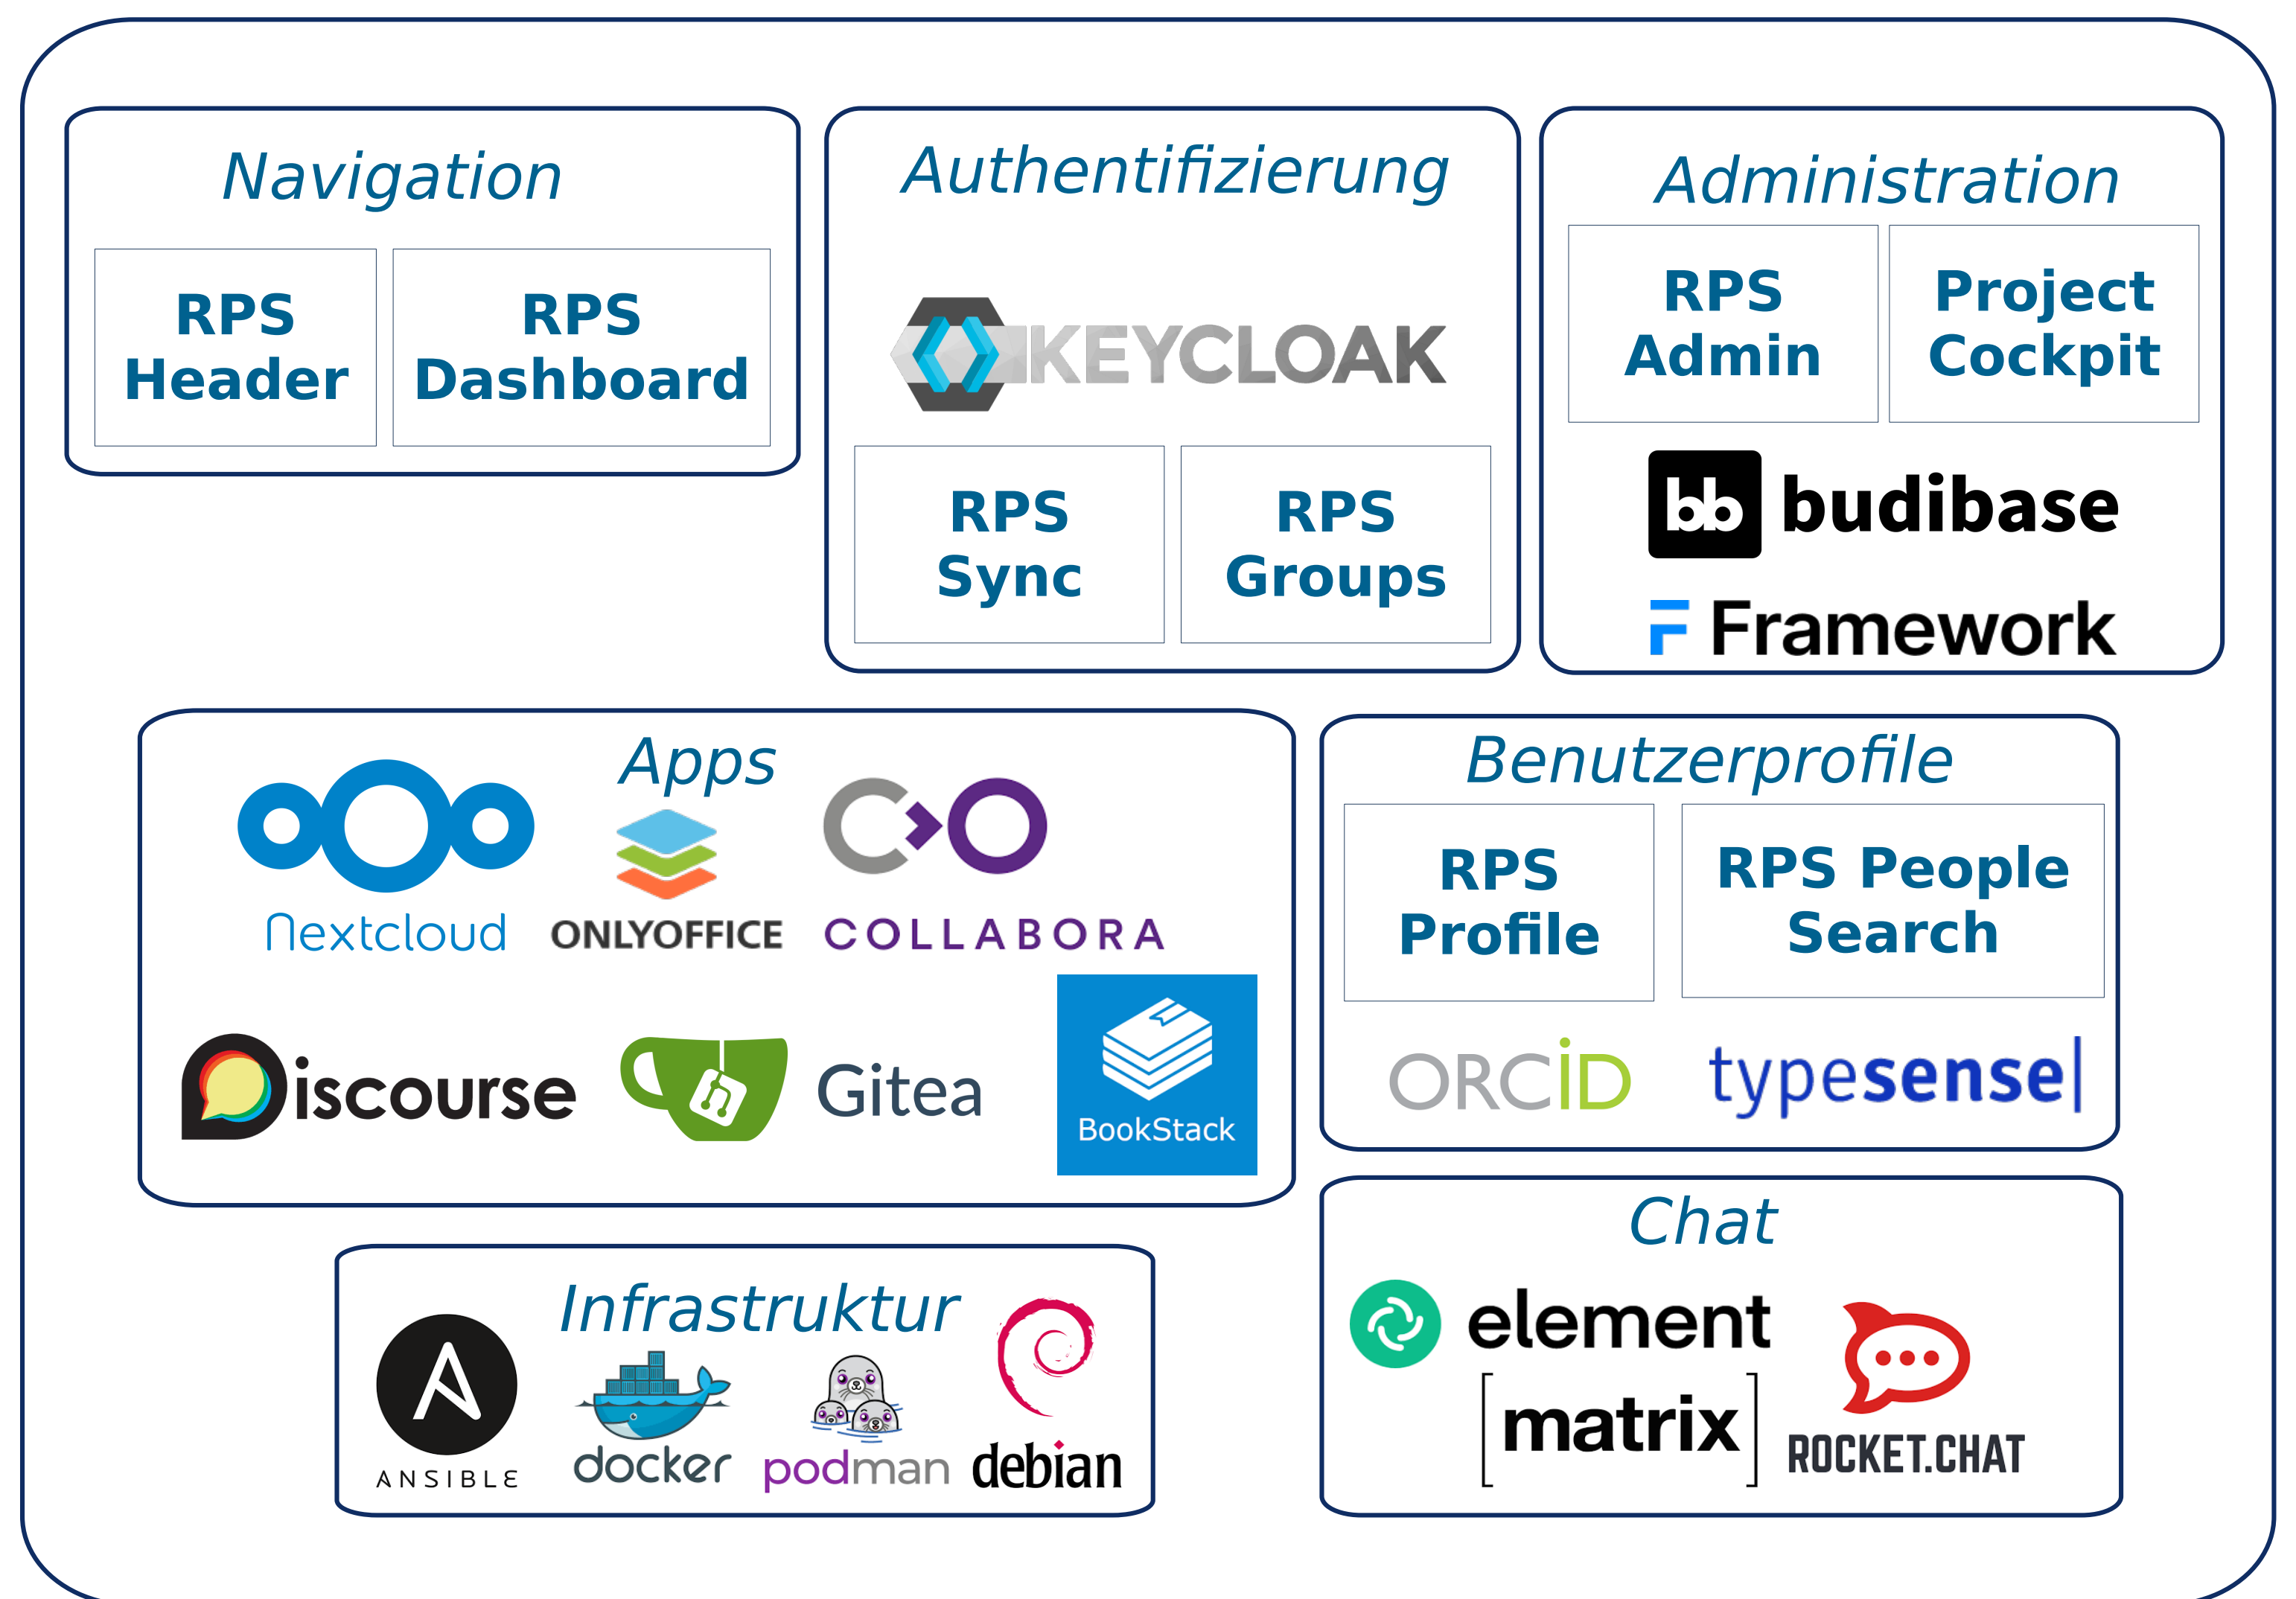 Navigation
RPS
Header
RPS
Dashboard
Authentifizierung
KEYCLOAK
RPS
Sync
RPS
Groups
Administration
RPS
Admin
Project
Cockpit
bb budibase
Framework
Apps
Nextcloud
ONLYOFFICE
COLLABORA
Discourse
Gitea
BookStack
Benutzerprofile
RPS
Profile
RPS People
Search
ORCID
typesense|
Infrastruktur
ANSIBLE
docker
podman
debian
Chat
element
[matrix]
ROCKET.CHAT